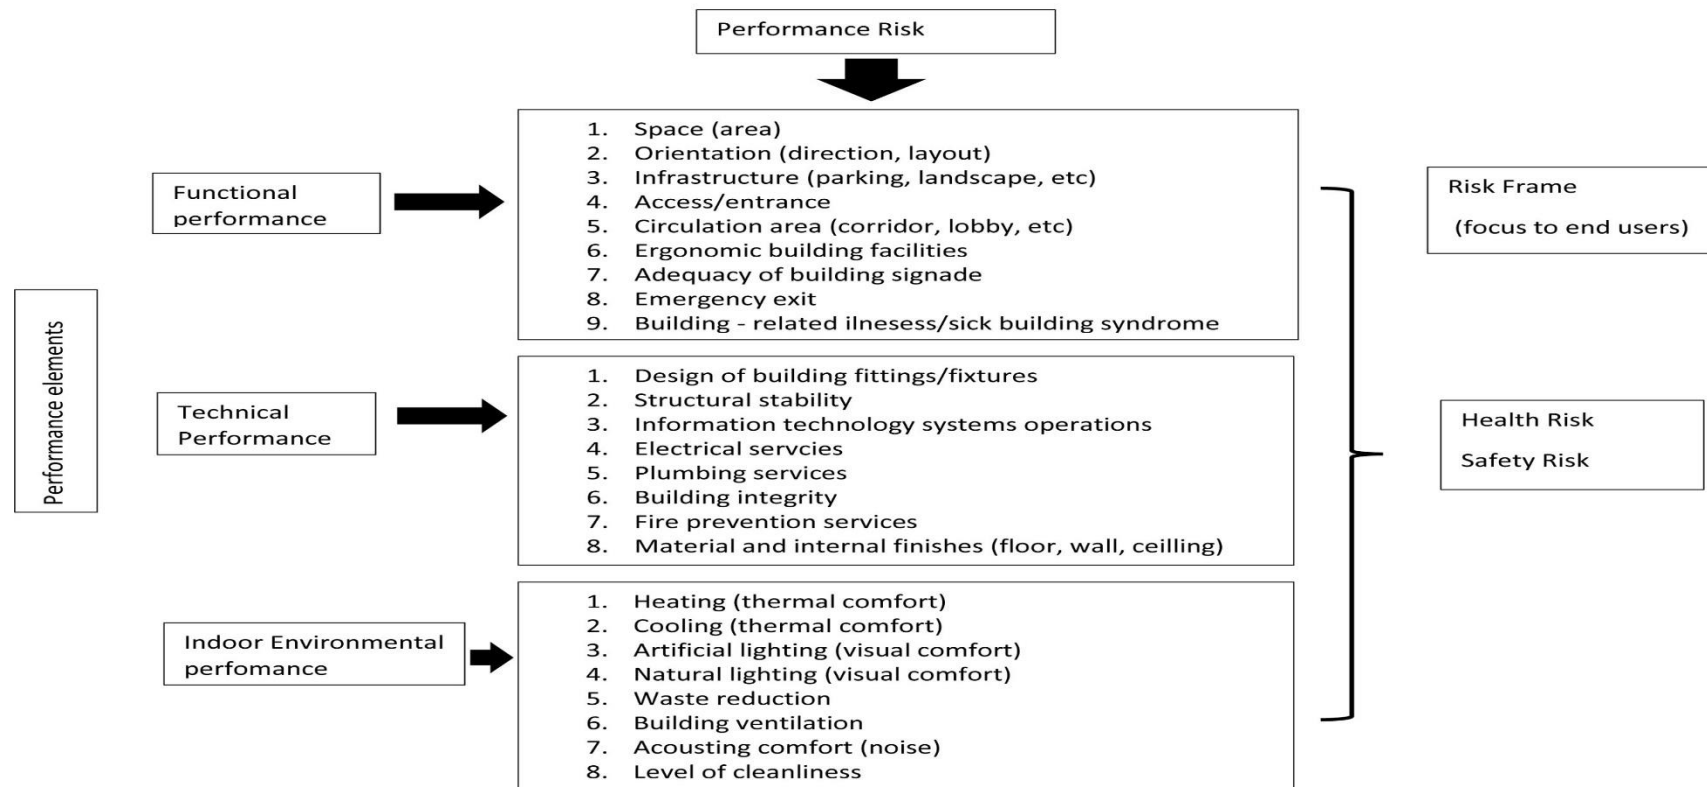 Performance Risk
Performance elements
Functional
performance
1. Space (area)
2. Orientation (direction, layout)
3. Infrastructure (parking, landscape, etc)
4. Access/entrance
5. Circulation area (corridor, lobby, etc)
6. Ergonomic building facilities
7. Adequacy of building signade
8. Emergency exit
9. Building - related ilnesess/sick building syndrome
Technical
Performance
1. Design of building fittings/fixtures
2. Structural stability
3. Information technology systems operations
4. Electrical servcies
5. Plumbing services
6. Building integrity
7. Fire prevention services
8. Material and internal finishes (floor, wall, ceilling)
Indoor Environmental
perfomance
1. Heating (thermal comfort)
2. Cooling (thermal comfort)
3. Artificial lighting (visual comfort)
4. Natural lighting (visual comfort)
5. Waste reduction
6. Building ventilation
7. Acousting comfort (noise)
8. Level of cleanliness
Risk Frame
(focus to end users)
Health Risk
Safety Risk